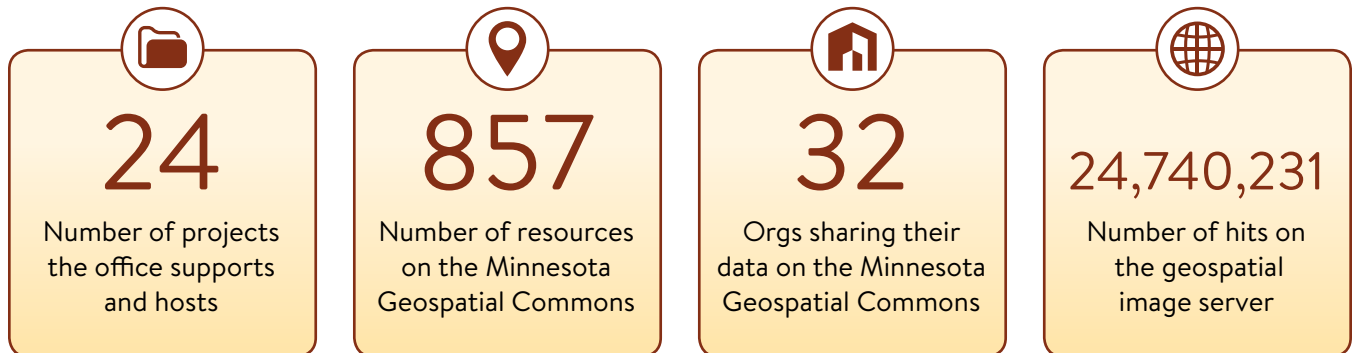 24
Number of projects
the office supports
and hosts
857
Number of resources
on the Minnesota
Geospatial Commons
32
Orgs sharing their
data on the Minnesota
Geospatial Commons
24,740,231
Number of hits on
the geospatial
image server